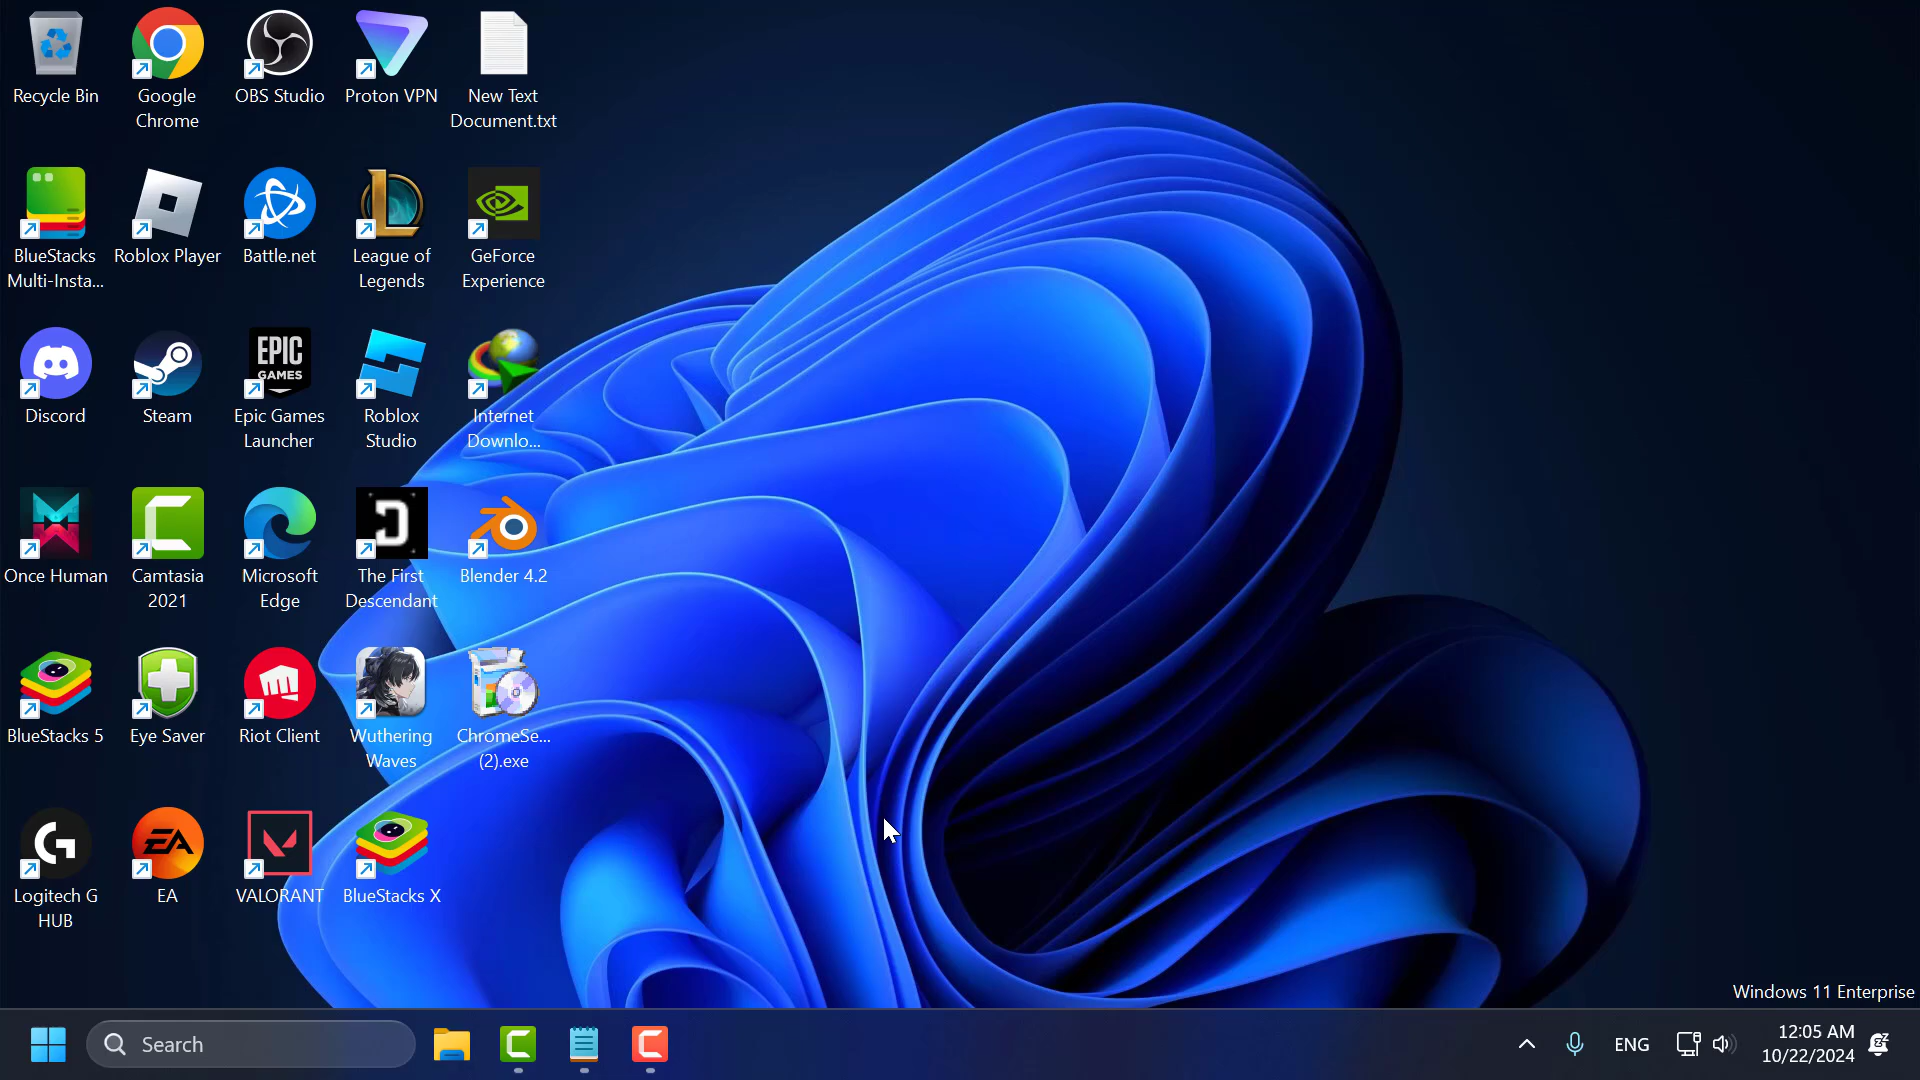 Recycle Bin
Google
Chrome
OBS Studio
Proton VPN
New Text
Document.txt
BlueStacks
Multi-Insta...
Roblox Player
Battle.net
League of
Legends
GeForce
Experience
Discord
Steam
EPIC
GAMES
Epic Games
Launcher
Roblox
Studio
Internet
Downlo...
Once Human
Camtasia
2021
Microsoft
Edge
The First
Descendant
Blender 4.2
BlueStacks 5
Eye Saver
Riot Client
Wuthering
Waves
ChromeSe...
(2).exe
Logitech G
HUB
EA
EA
VALORANT
BlueStacks X
Windows 11 Enterprise
Search
ENG
12:05 AM
10/22/2024